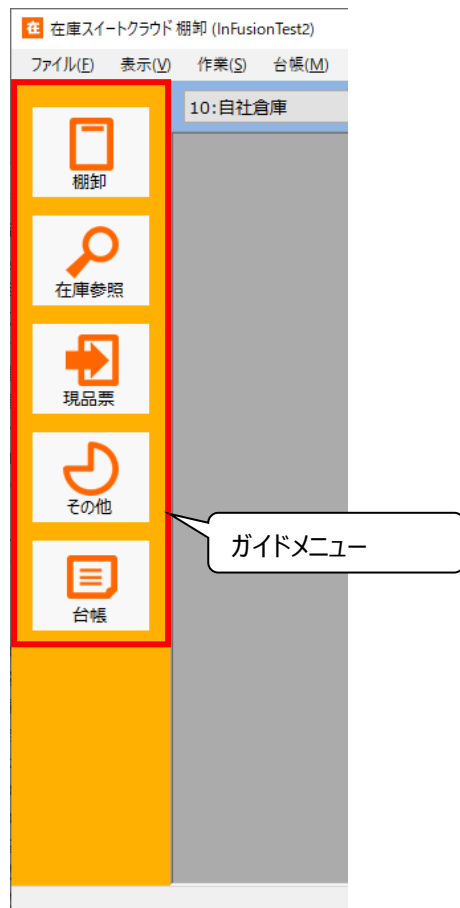 在 在庫スイートクラウド 棚卸 (InFusionTest2)
ファイル(F) 表示(V) 作業(S) 台帳(M)
10:自社倉庫
棚卸
在庫参照
現品票
その他
ガイドメニュー
台帳